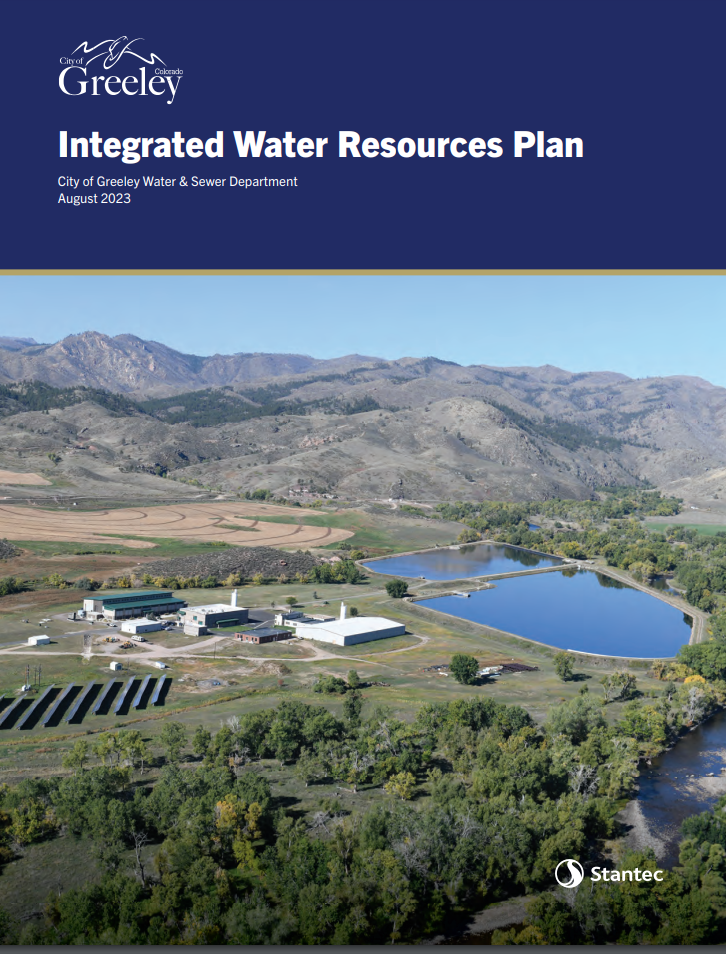 City of
Colorado
Greeley
Integrated Water Resources Plan
City of Greeley Water & Sewer Department
August 2023
Stantec